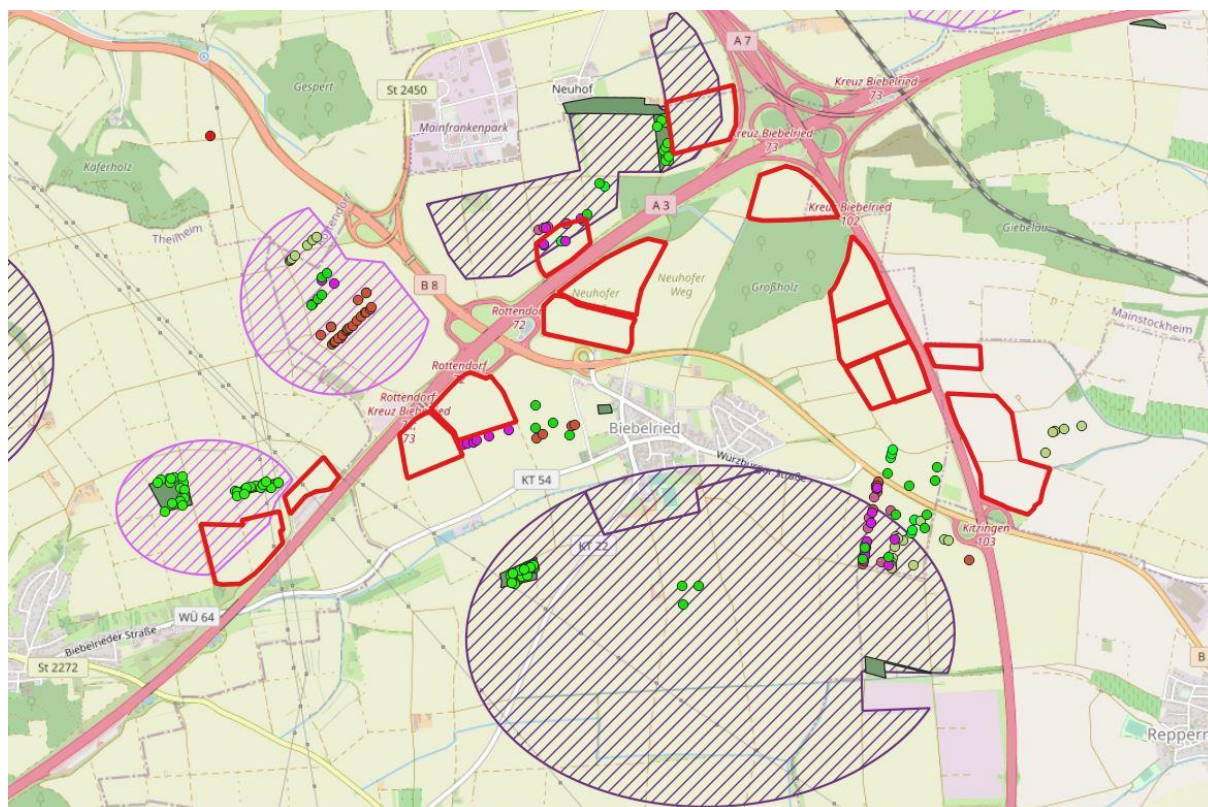 A 7
Gespert
St 2450
Neuhof
Kreuz Biebelried
73
Mainfrankenpark
Kreuz Biebelried
73
Käferholz
A 3
Kreuz Biebelried
102
Theilheim
Rottendorf
Giebelau
B 8
Neuhofer
Neuhofer
Weg
Großholz
Rottendorf
72
Mainstockheim
Rottendorf
72
Rottendorf
Kreuz Biebelried
73
Biebelried
Würzburger Straße
KT 54
Kitzingen
103
KT 22
WÜ 64
Biebelrieder Straße
St 2272
B
Repper